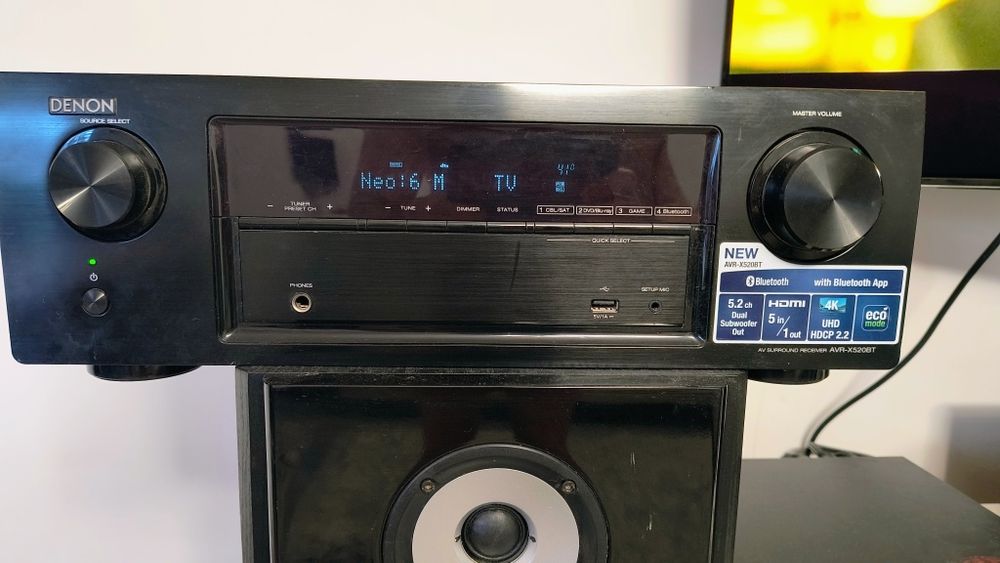 DENON
SOURCE SELECT
MASTER VOLUME
dts
41.0
Neo:6 M TV
TUNER
- PRESET CH +
- TUNE +
DIMMER
STATUS
1 CBL/SAT
2 DVD/Blu-ray
3 GAME
4 Bluetooth
QUICK SELECT
PHONES
5V/1A
SETUP MIC
NEW
AVR-X520BT
Bluetooth with Bluetooth App
5.2 ch
Dual
Subwoofer
Out
HDMI
5 in/
1 out
4K
UHD
HDCP 2.2
eco
mode
AV SURROUND RECEIVER AVR-X520BT